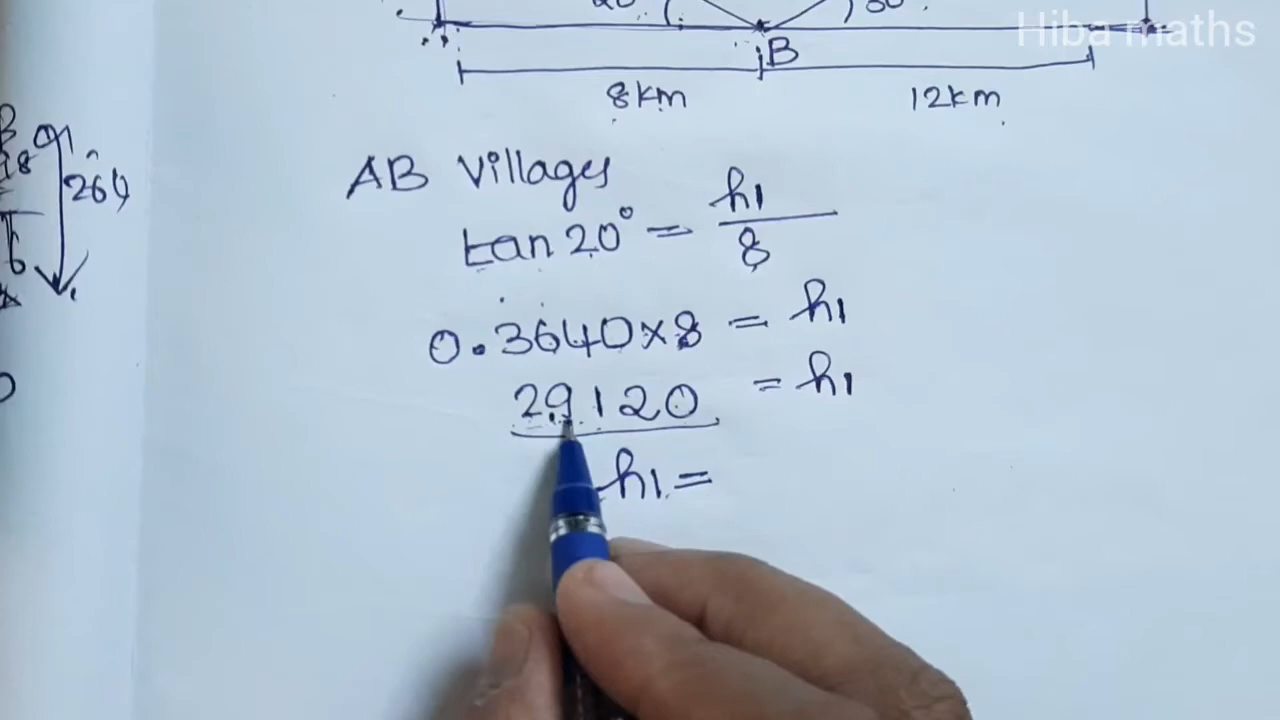 Hiba maths
B
8km
12km
264
AB Villages
tan 20° = h1
8
0.3640×8 = h1
29120 = h1
h1 =